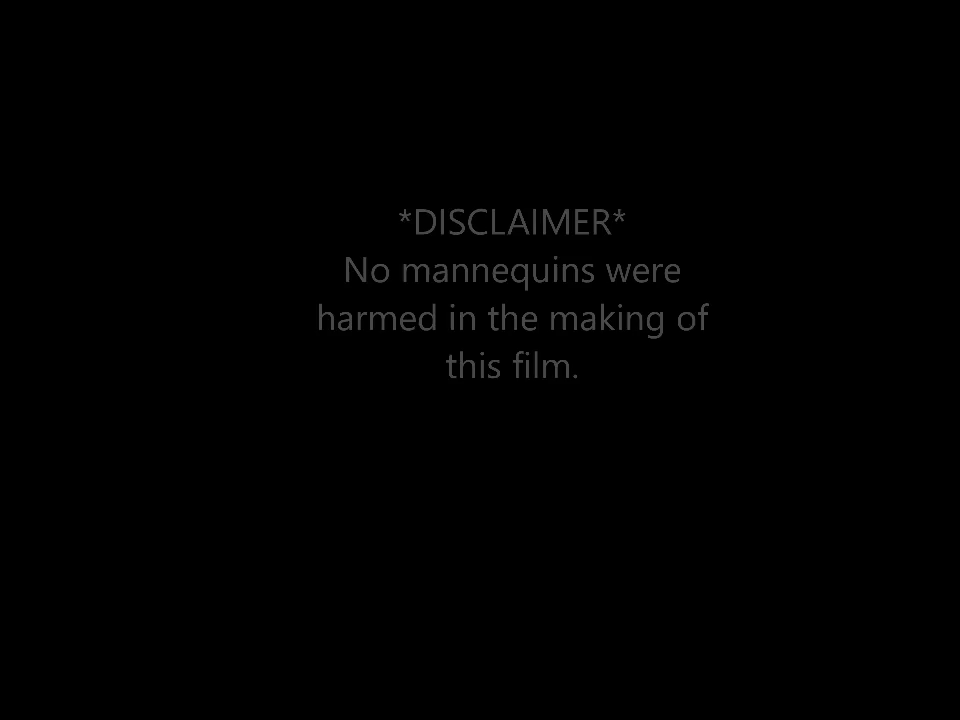 *DISCLAIMER*
No mannequins were
harmed in the making of
this film.